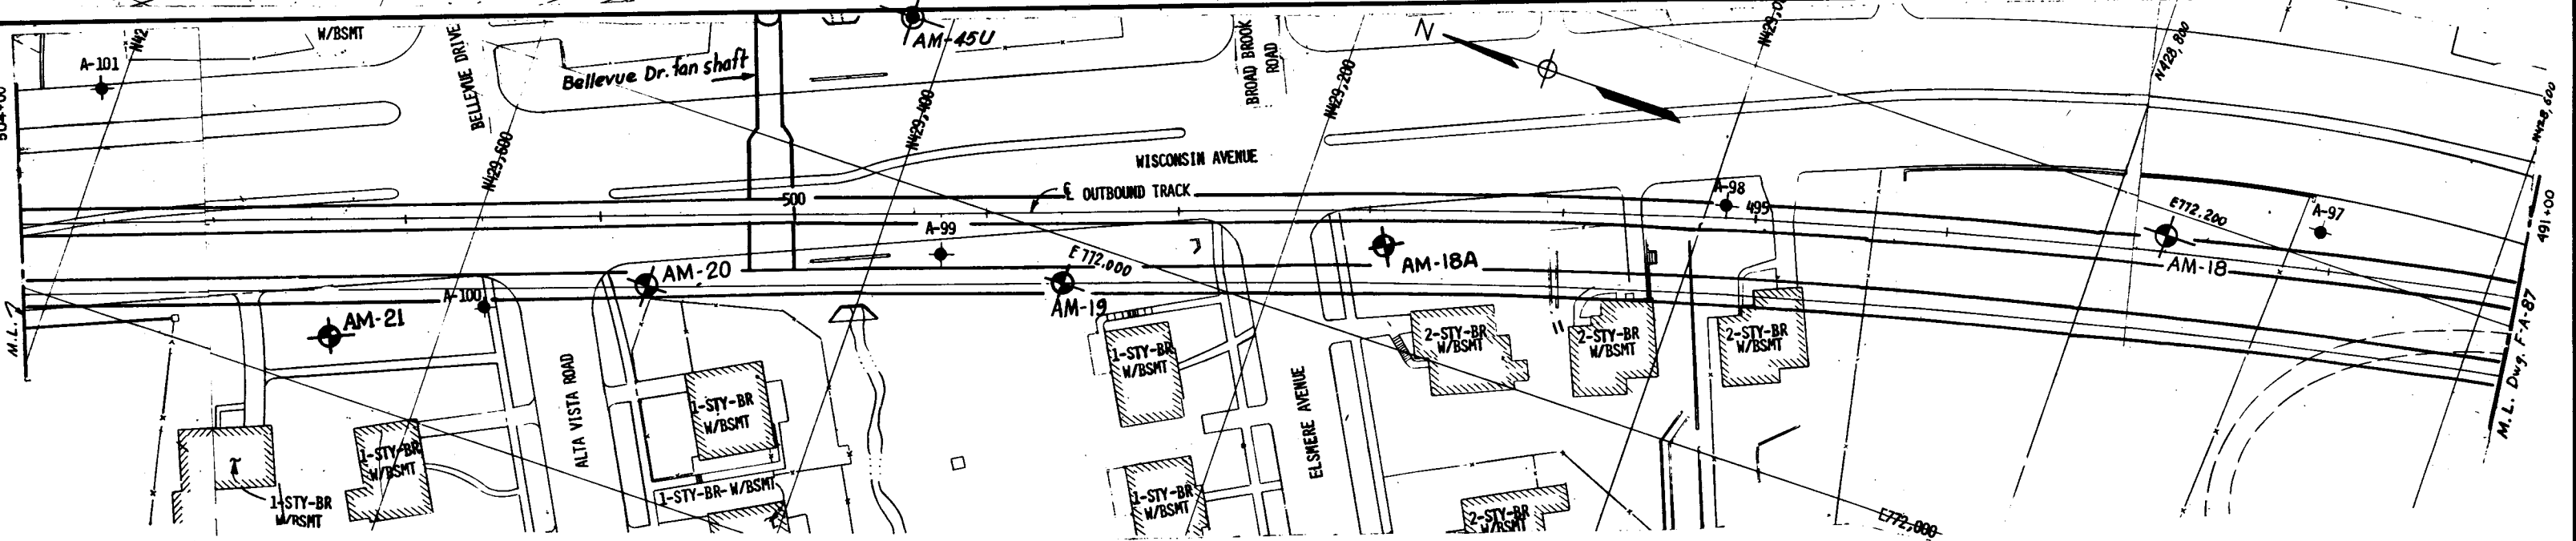 W/BSMT
A-101
BELLEVUE DRIVE
Bellevue Dr. fan shaft
AM-45U
BROAD BROOK
ROAD
N
N428,800
N428,600
N429,600
N429,400
N429,200
WISCONSIN AVENUE
℄ OUTBOUND TRACK
500
A-98
495
E772,200
A-97
491+00
A-99
E 772,000
AM-18A
AM-18
AM-20
A-100
AM-19
AM-21
M.L.
M.L. Dwg. F-A-87
1-STY-BR
W/BSMT
2-STY-BR
W/BSMT
2-STY-BR
W/BSMT
2-STY-BR
W/BSMT
ALTA VISTA ROAD
1-STY-BR
W/BSMT
ELSMERE AVENUE
1-STY-BR
W/BSMT
1-STY-BR
W/BSMT
1-STY-BR-W/BSMT
1-STY-BR
W/BSMT
2-STY-BR
W/BSMT
E772,000